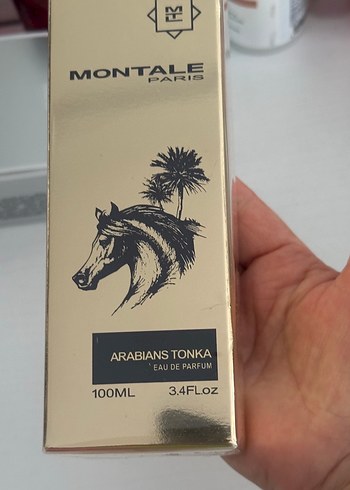 MONTALE
PARIS
ARABIANS TONKA
EAU DE PARFUM
100ML 3.4FLoz